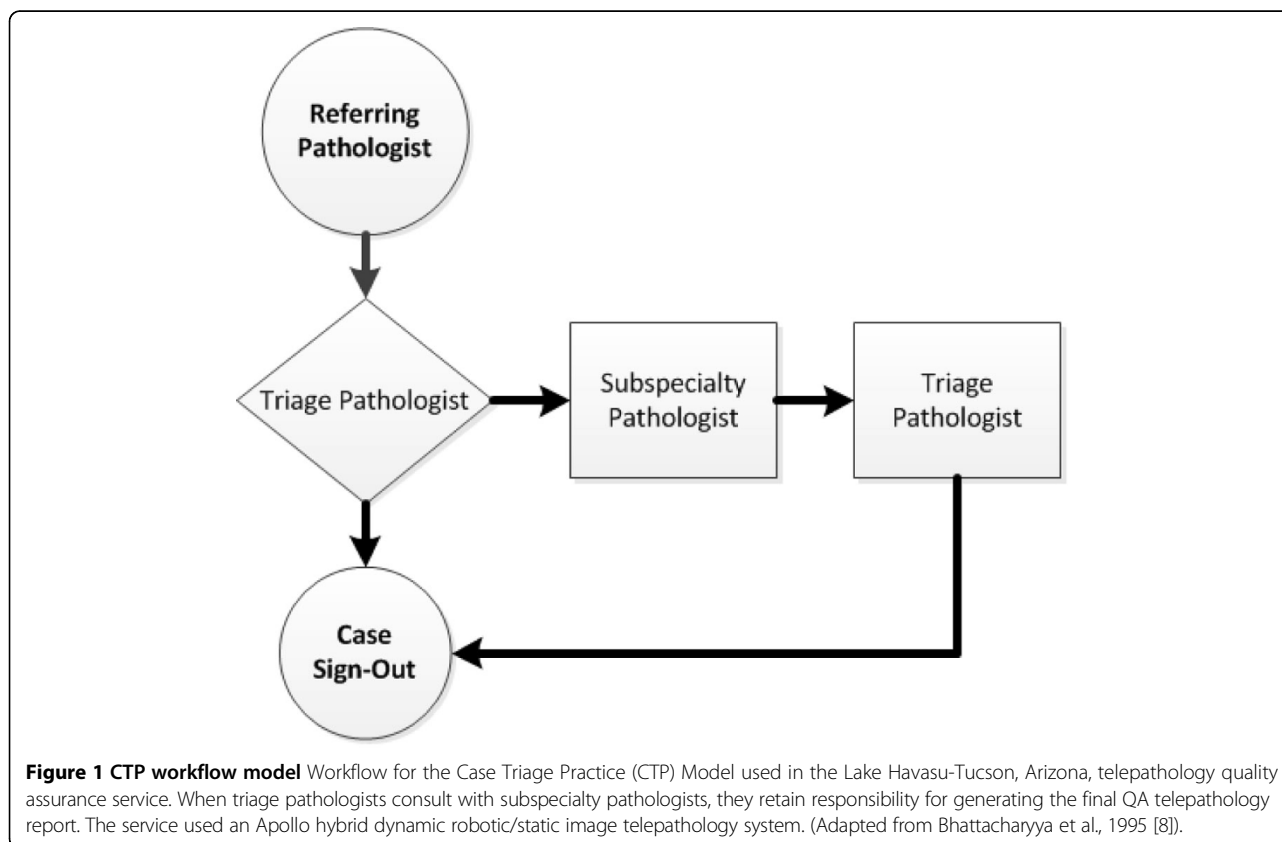 Referring
Pathologist
Triage Pathologist
Subspecialty
Pathologist
Triage
Pathologist
Case
Sign-Out
Figure 1 CTP workflow model Workflow for the Case Triage Practice (CTP) Model used in the Lake Havasu-Tucson, Arizona, telepathology quality
assurance service. When triage pathologists consult with subspecialty pathologists, they retain responsibility for generating the final QA telepathology
report. The service used an Apollo hybrid dynamic robotic/static image telepathology system. (Adapted from Bhattacharyya et al., 1995 [8]).